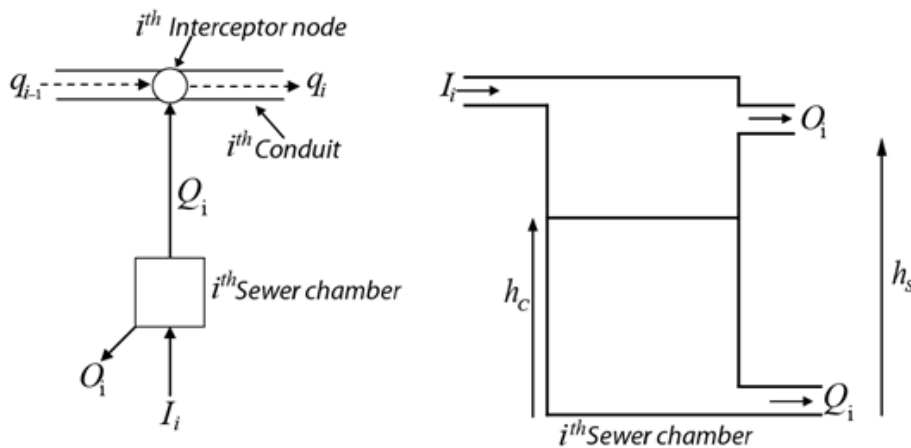 i^th Interceptor node
q_{i-1}
q_i
i^th Conduit
Q_i
i^th Sewer chamber
O_i
I_i
I_i
O_i
h_c
h_s
Q_i
i^th Sewer chamber